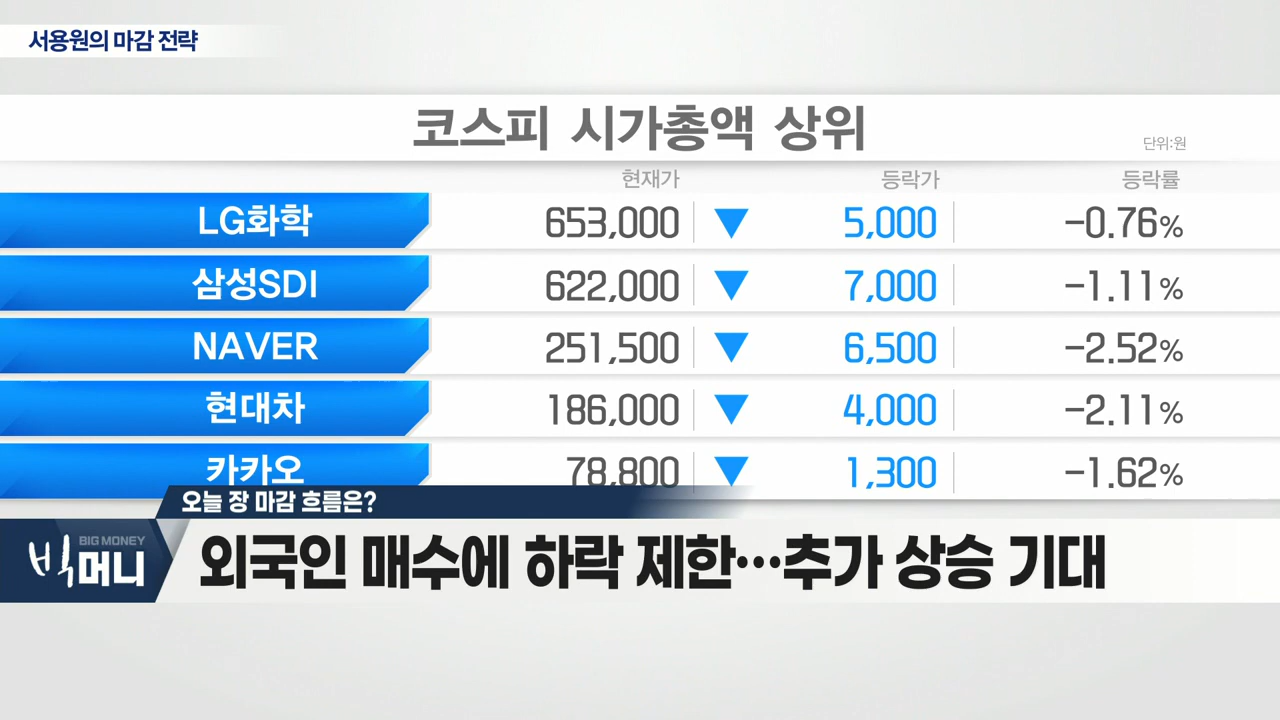 서용원의 마감 전략
코스피 시가총액 상위
단위:원
현재가 등락가 등락률
LG화학 653,000 ▼ 5,000 -0.76%
삼성SDI 622,000 ▼ 7,000 -1.11%
NAVER 251,500 ▼ 6,500 -2.52%
현대차 186,000 ▼ 4,000 -2.11%
카카오 78,800 ▼ 1,300 -1.62%
오늘 장 마감 흐름은?
BIG MONEY
빅머니
외국인 매수에 하락 제한…추가 상승 기대